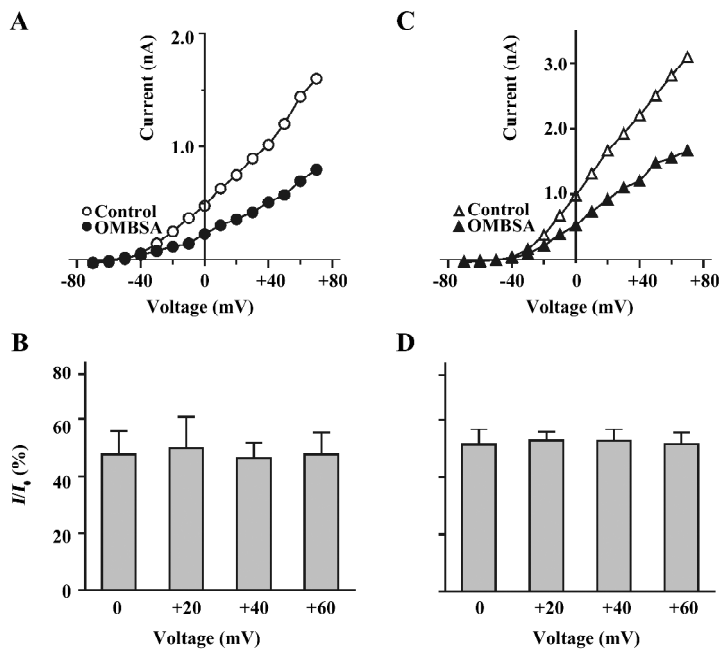 A
Current (nA)
2.0
1.0
Control
OMBSA
-80
-40
0
+40
+80
Voltage (mV)
C
Current (nA)
3.0
2.0
1.0
Control
OMBSA
-80
-40
0
+40
+80
Voltage (mV)
B
I/I₀ (%)
80
60
40
20
0
0
+20
+40
+60
Voltage (mV)
D
0
+20
+40
+60
Voltage (mV)